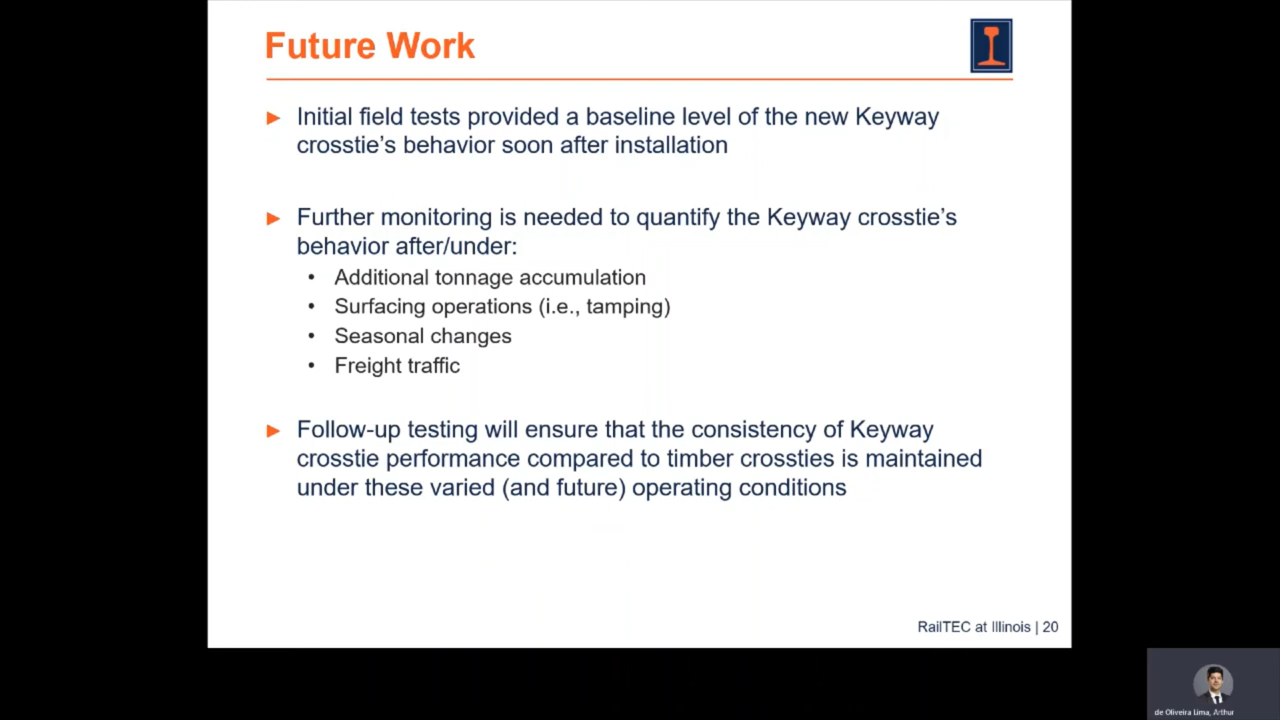 Future Work
► Initial field tests provided a baseline level of the new Keyway
crosstie's behavior soon after installation
► Further monitoring is needed to quantify the Keyway crosstie's
behavior after/under:
• Additional tonnage accumulation
• Surfacing operations (i.e., tamping)
• Seasonal changes
• Freight traffic
► Follow-up testing will ensure that the consistency of Keyway
crosstie performance compared to timber crossties is maintained
under these varied (and future) operating conditions
RailTEC at Illinois | 20
de Oliveira Lima, Arthur